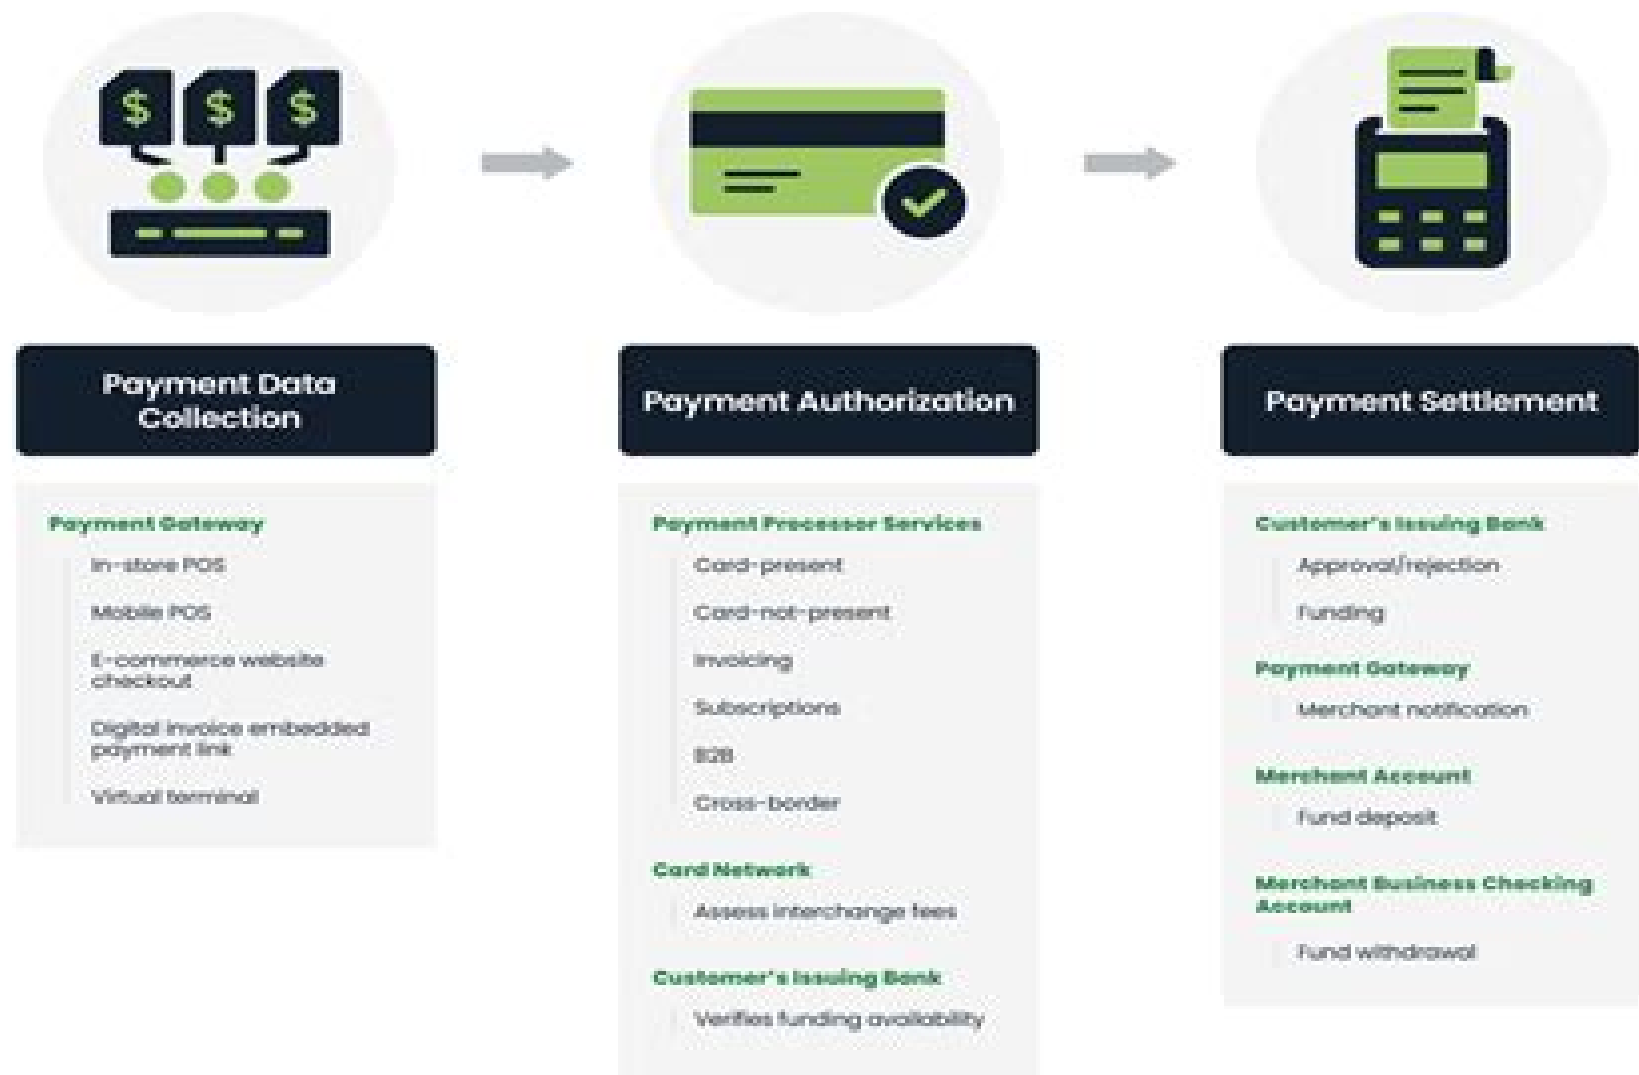 $ $ $
Payment Data
Collection
Payment Gateway
In-store POS
Mobile POS
E-commerce website
checkout
Digital invoice embedded
payment link
Virtual terminal
Payment Authorization
Payment Processor Services
Card-present
Card-not-present
Invoicing
Subscriptions
B2B
Cross-border
Card Network
Assess interchange fees
Customer's Issuing Bank
Verifies funding availability
Payment Settlement
Customer's Issuing Bank
Approval/rejection
Funding
Payment Gateway
Merchant notification
Merchant Account
Fund deposit
Merchant Business Checking
Account
Fund withdrawal